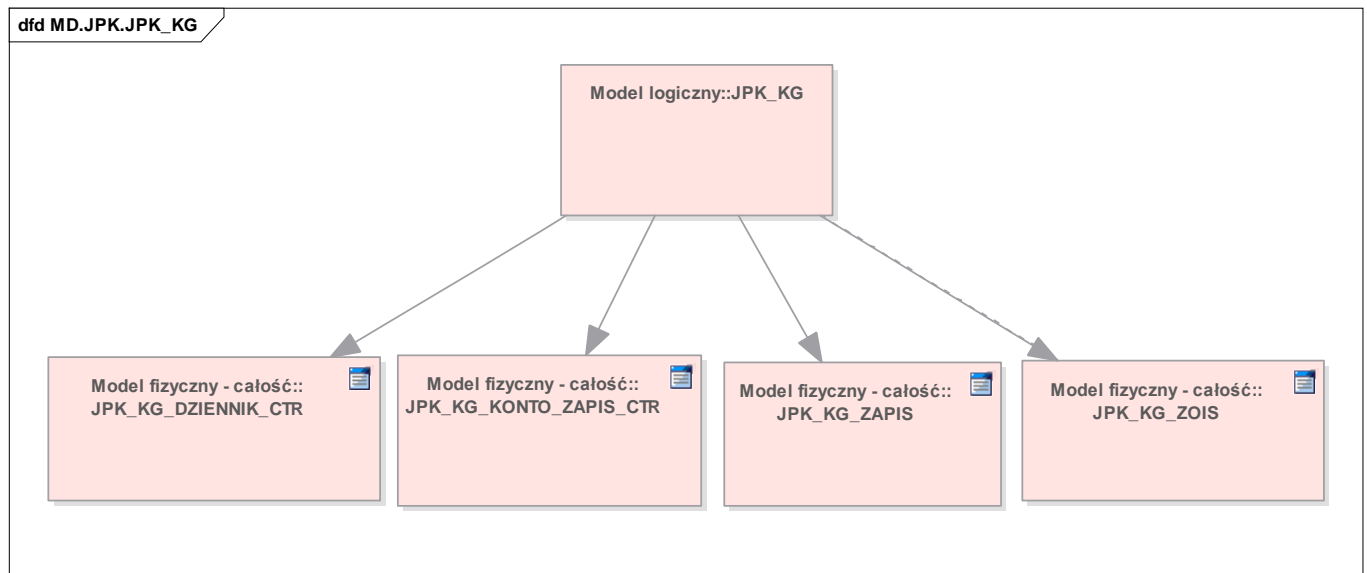 dfd MD.JPK.JPK_KG
Model logiczny::JPK_KG
Model fizyczny - całość::
JPK_KG_DZIENNIK_CTR
Model fizyczny - całość::
JPK_KG_KONTO_ZAPIS_CTR
Model fizyczny - całość::
JPK_KG_ZAPIS
Model fizyczny - całość::
JPK_KG_ZOIS